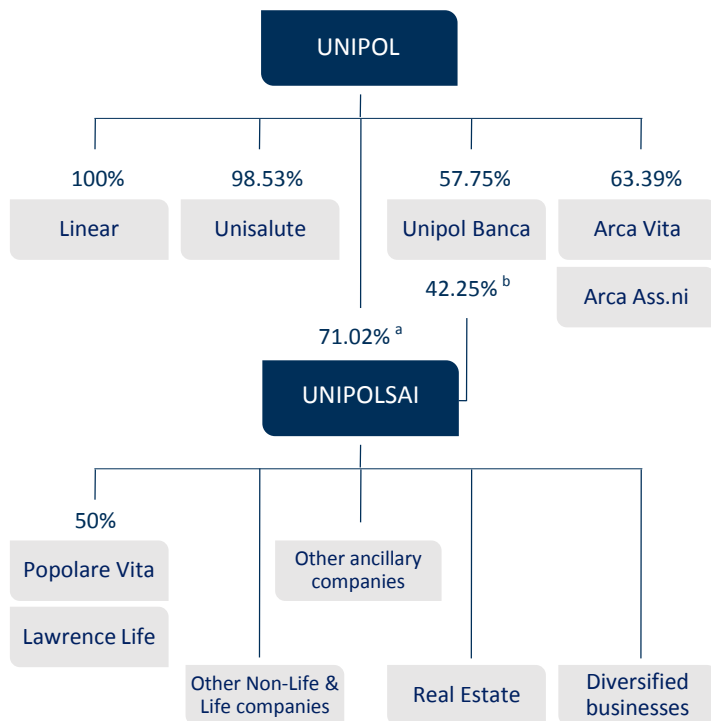 UNIPOL
100%
98.53%
57.75%
63.39%
Linear
Unisalute
Unipol Banca
Arca Vita
42.25% b
Arca Ass.ni
71.02% a
UNIPOLSAI
50%
Popolare Vita
Other ancillary
companies
Lawrence Life
Other Non-Life &
Life companies
Real Estate
Diversified
businesses